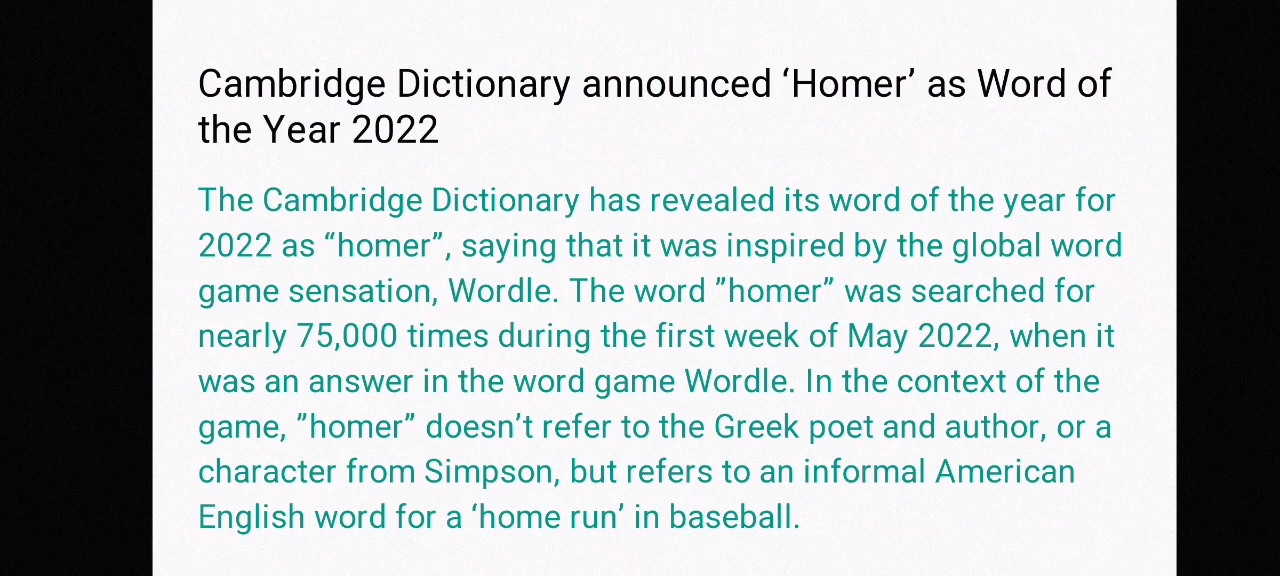 Cambridge Dictionary announced ‘Homer’ as Word of
the Year 2022
The Cambridge Dictionary has revealed its word of the year for
2022 as “homer”, saying that it was inspired by the global word
game sensation, Wordle. The word ”homer” was searched for
nearly 75,000 times during the first week of May 2022, when it
was an answer in the word game Wordle. In the context of the
game, ”homer” doesn’t refer to the Greek poet and author, or a
character from Simpson, but refers to an informal American
English word for a ‘home run’ in baseball.